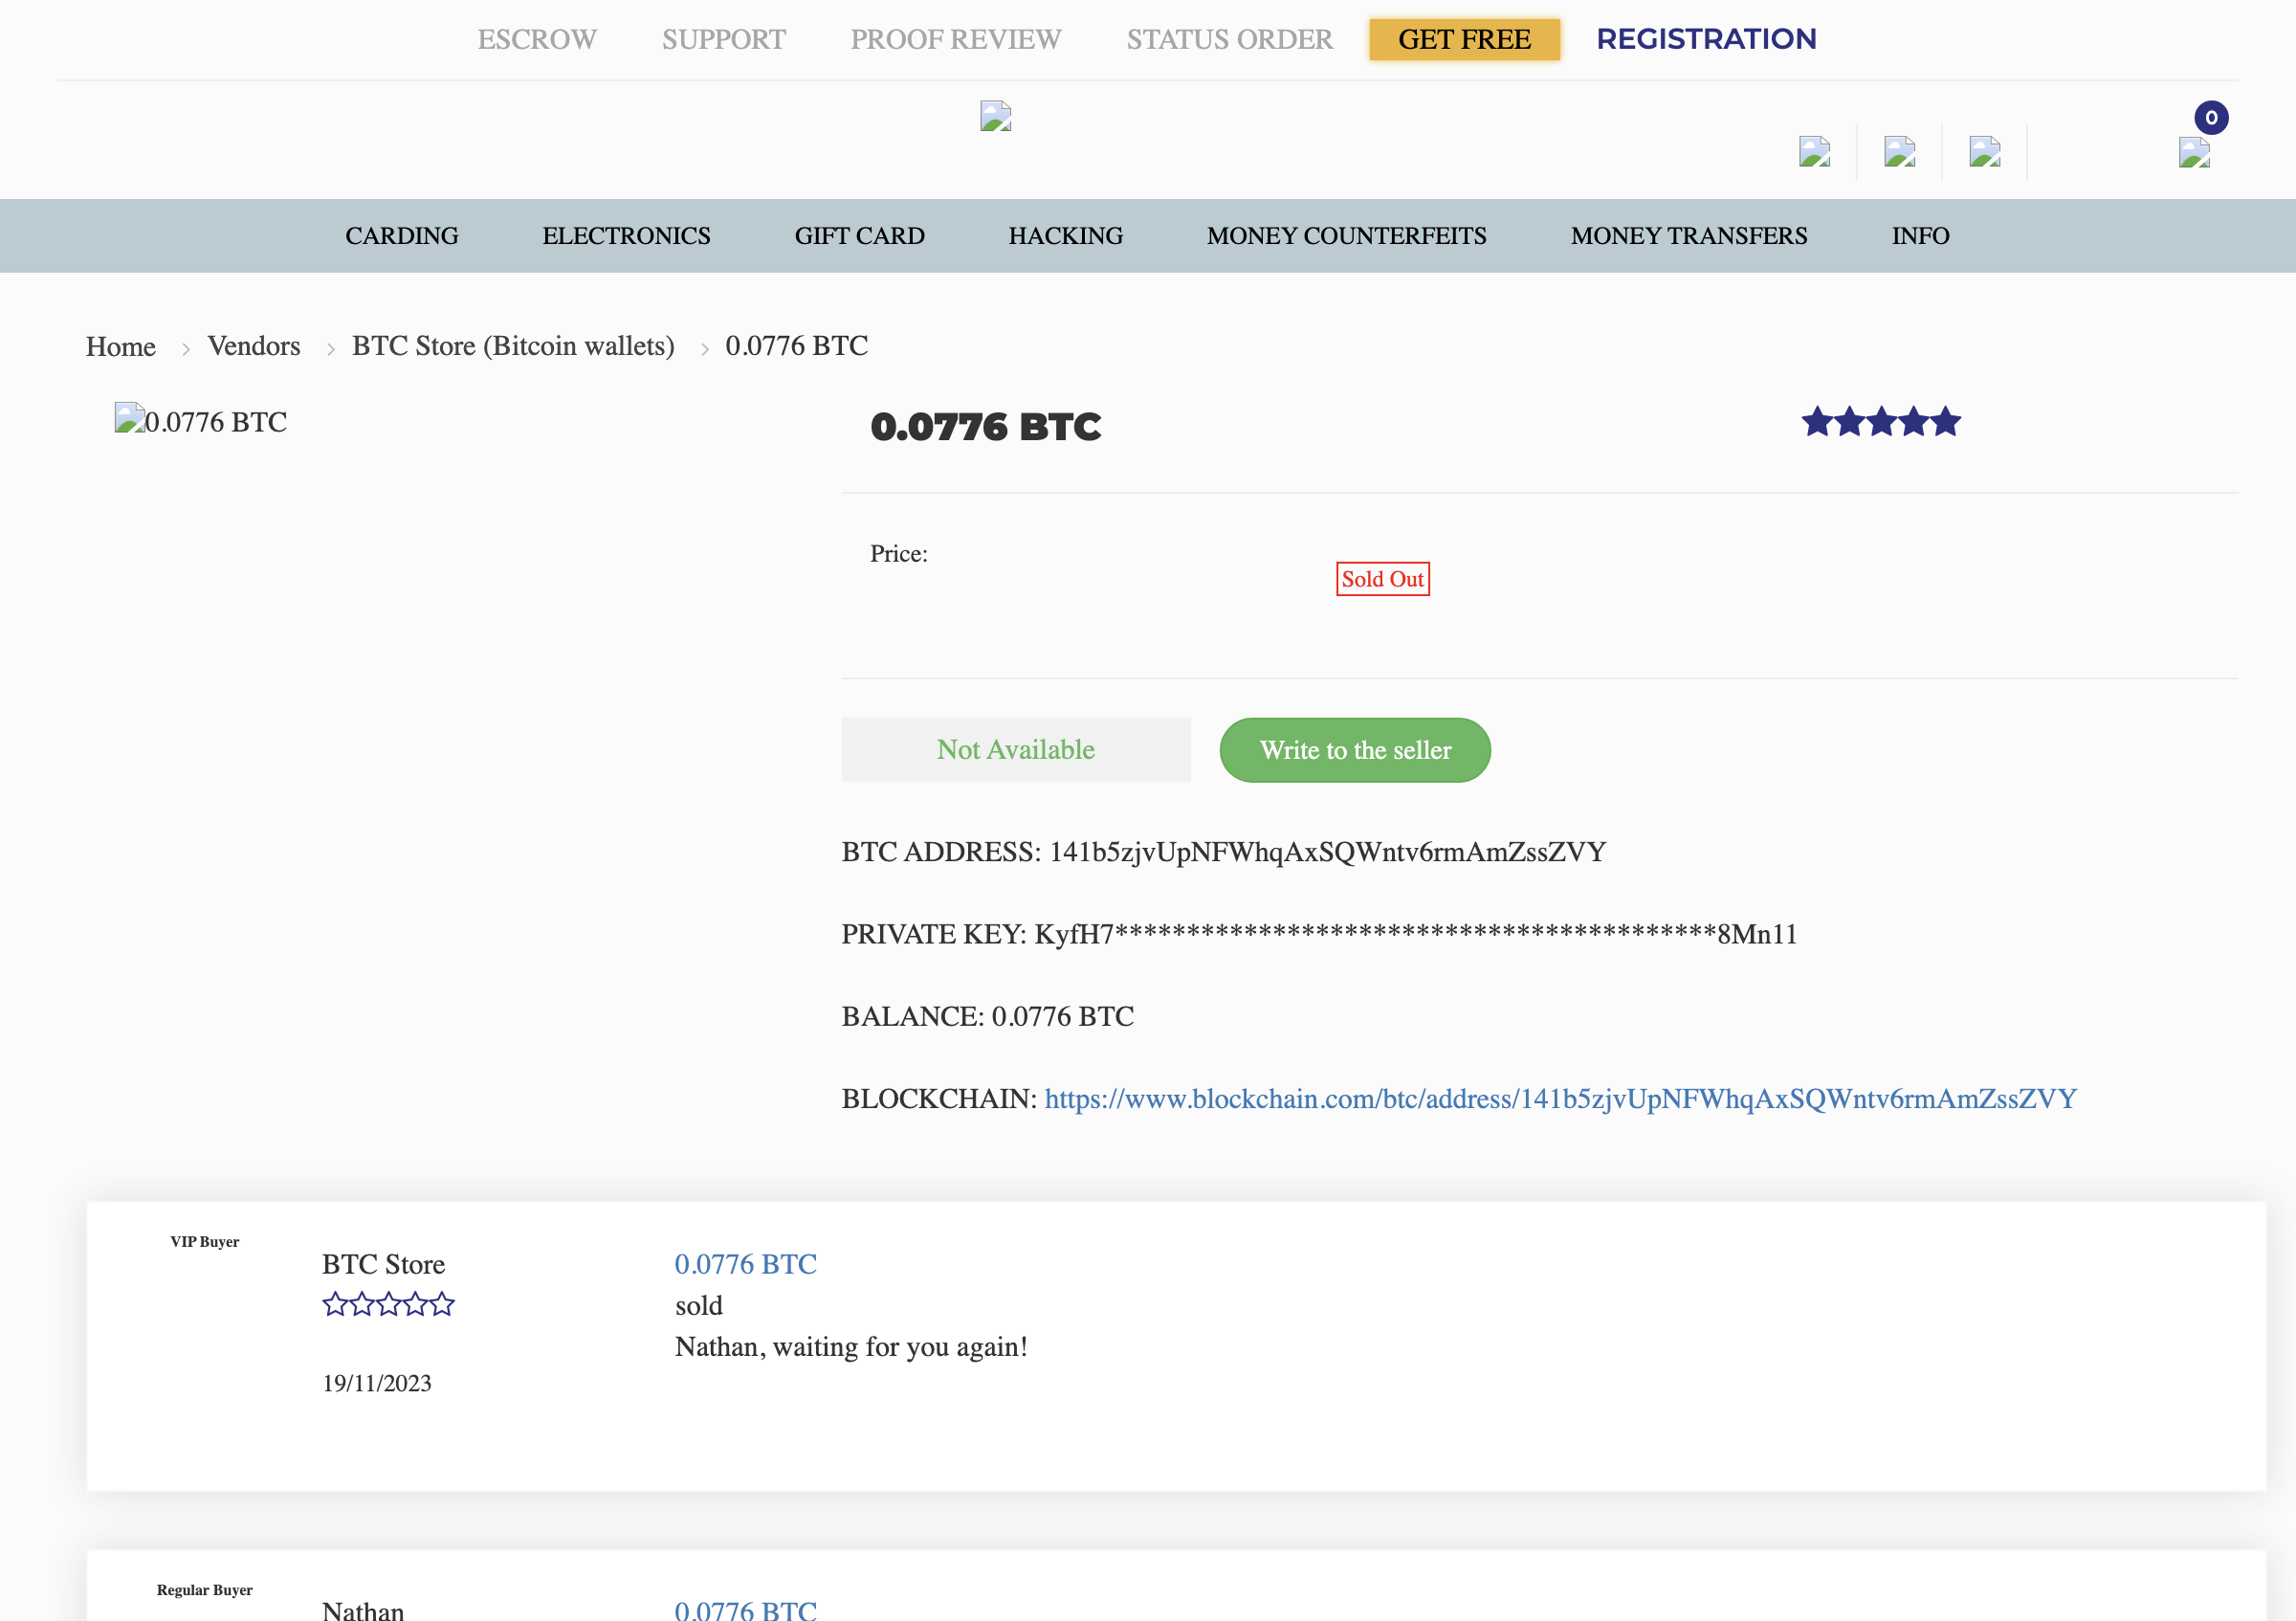 ESCROW SUPPORT PROOF REVIEW STATUS ORDER GET FREE REGISTRATION
0
CARDING ELECTRONICS GIFT CARD HACKING MONEY COUNTERFEITS MONEY TRANSFERS INFO
Home Vendors BTC Store (Bitcoin wallets) 0.0776 BTC
0.0776 BTC
0.0776 BTC
Price:
Sold Out
Not Available
Write to the seller
BTC ADDRESS: 141b5zjvUpNFWhqAxSQWntv6rmAmZssZVY
PRIVATE KEY: KyfH7******************************************8Mn11
BALANCE: 0.0776 BTC
BLOCKCHAIN: https://www.blockchain.com/btc/address/141b5zjvUpNFWhqAxSQWntv6rmAmZssZVY
VIP Buyer
BTC Store
19/11/2023
0.0776 BTC
sold
Nathan, waiting for you again!
Regular Buyer
Nathan
0.0776 BTC